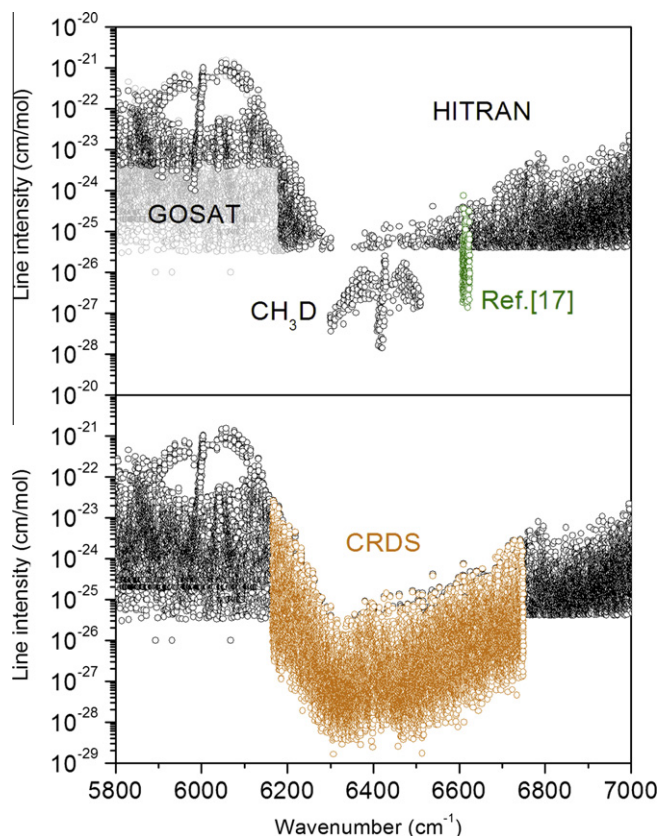 10⁻²⁰
10⁻²¹
10⁻²²
10⁻²³
10⁻²⁴
10⁻²⁵
10⁻²⁶
10⁻²⁷
10⁻²⁸
10⁻²⁰
Line intensity (cm/mol)
HITRAN
GOSAT
CH₃D
Ref.[17]
10⁻²¹
10⁻²²
10⁻²³
10⁻²⁴
10⁻²⁵
10⁻²⁶
10⁻²⁷
10⁻²⁸
10⁻²⁹
Line intensity (cm/mol)
CRDS
5800 6000 6200 6400 6600 6800 7000
Wavenumber (cm⁻¹)